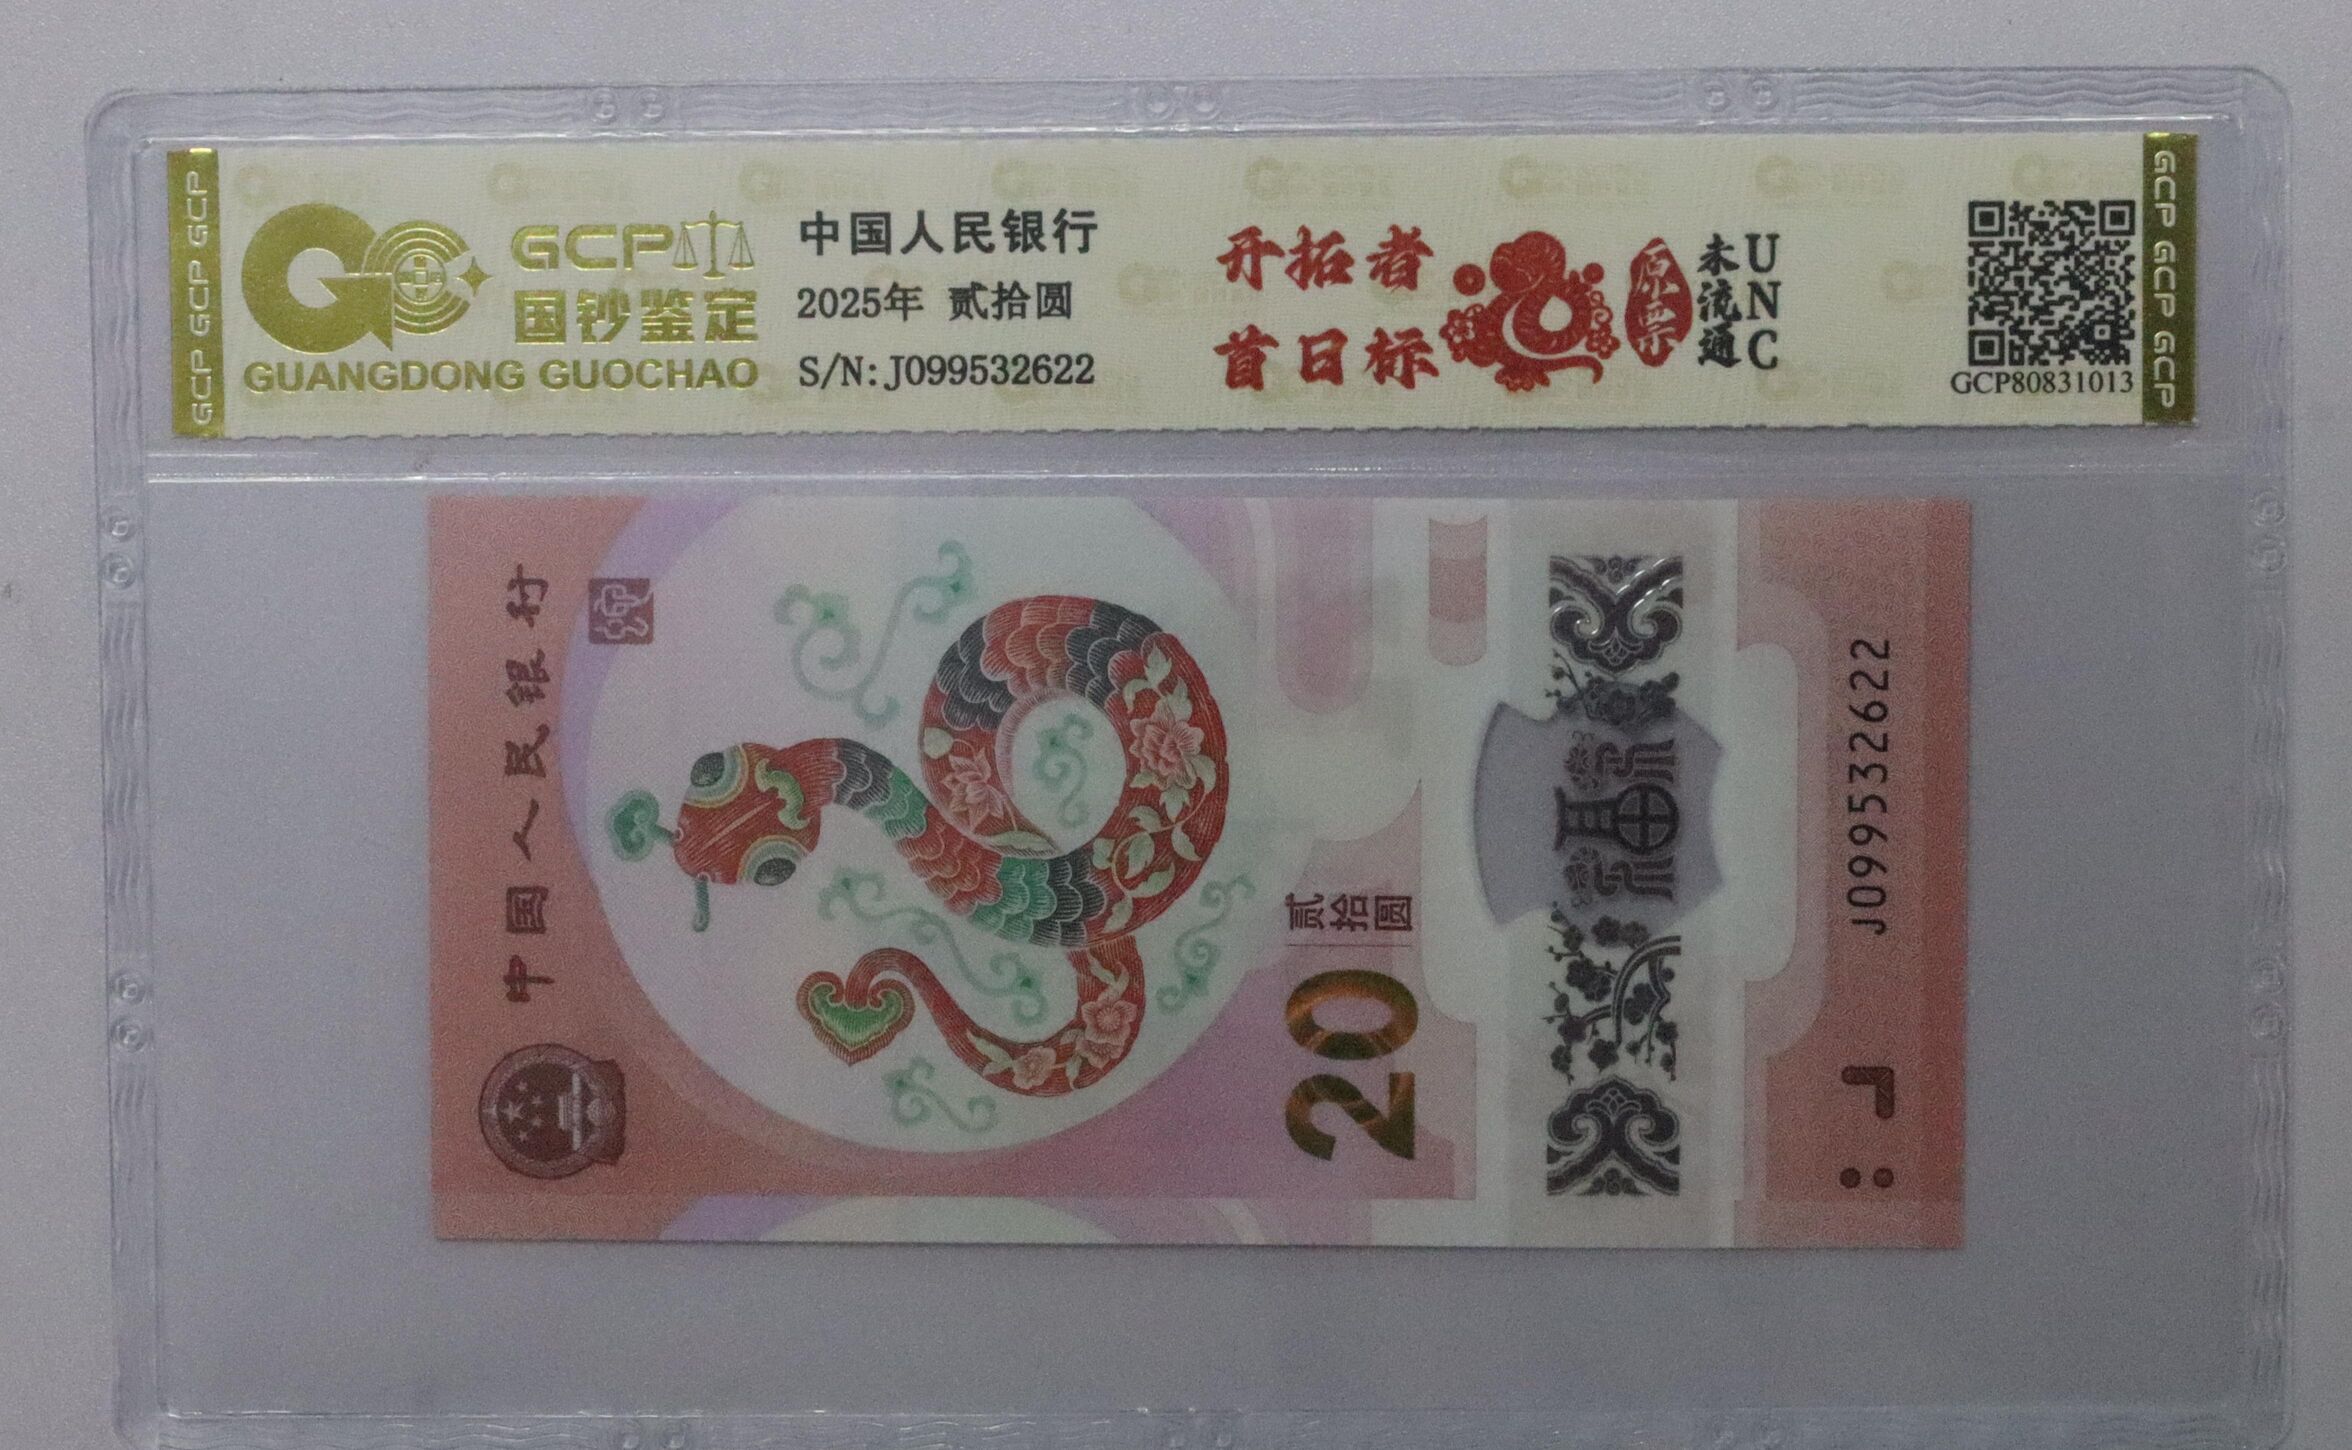 GCP GCP GCP
GCP
国钞鉴定
GUANGDONG GUOCHAO
中国人民银行
2025年 贰拾圆
S/N:J099532622
开拓者
首日标
原票
未流通
UNC
GCP80831013
GCP GCP GCP
中国人民银行
贰拾圆
20
福
J099532622